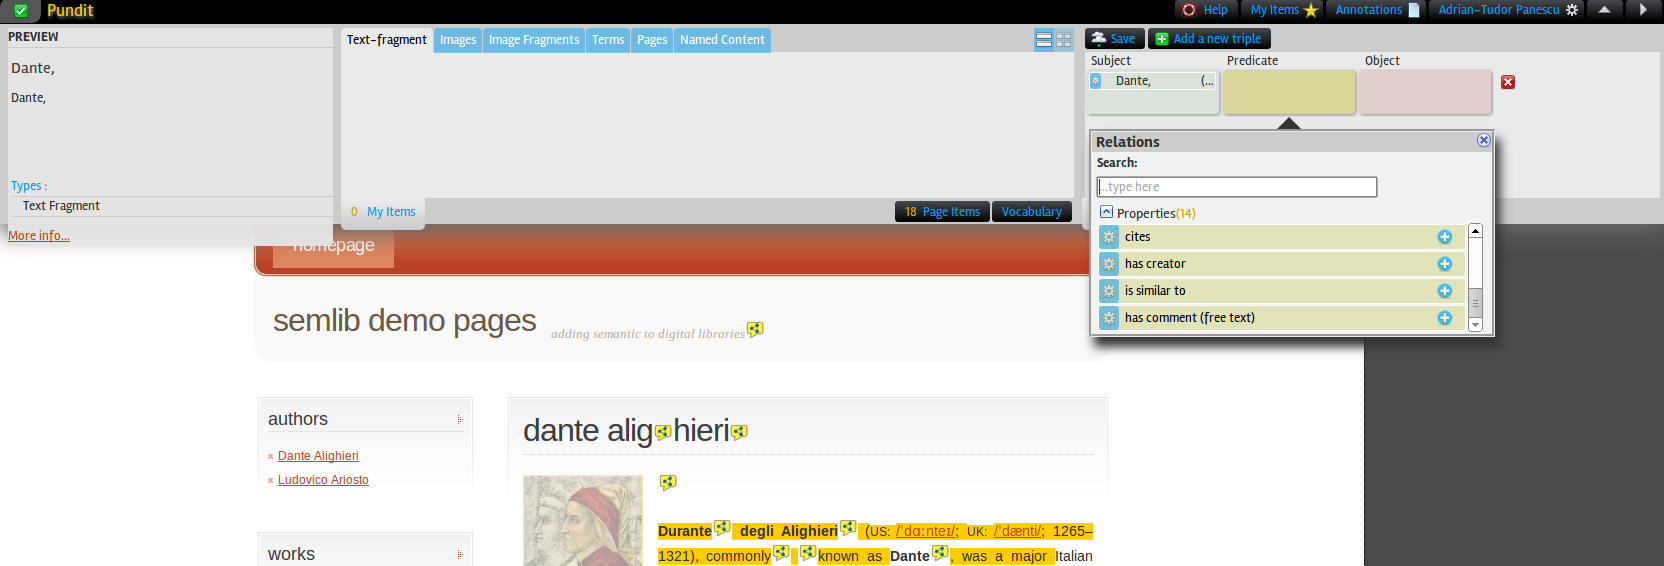 Pundit
Help My Items Annotations Adrian-Tudor Panescu
PREVIEW
Dante,
Dante,
Types :
Text Fragment
More info...
Text-fragment Images Image Fragments Terms Pages Named Content
0 My Items
18 Page Items Vocabulary
Save Add a new triple
Subject Predicate Object
Dante, (...
Relations
Search:
...type here
Properties(14)
cites
has creator
is similar to
has comment (free text)
homepage
semlib demo pages adding semantic to digital libraries
authors
Dante Alighieri
Ludovico Ariosto
works
dante alighieri
Durante degli Alighieri (US: /ˈdɑːnteɪ/; UK: /ˈdænti/; 1265–
1321), commonly known as Dante, was a major Italian